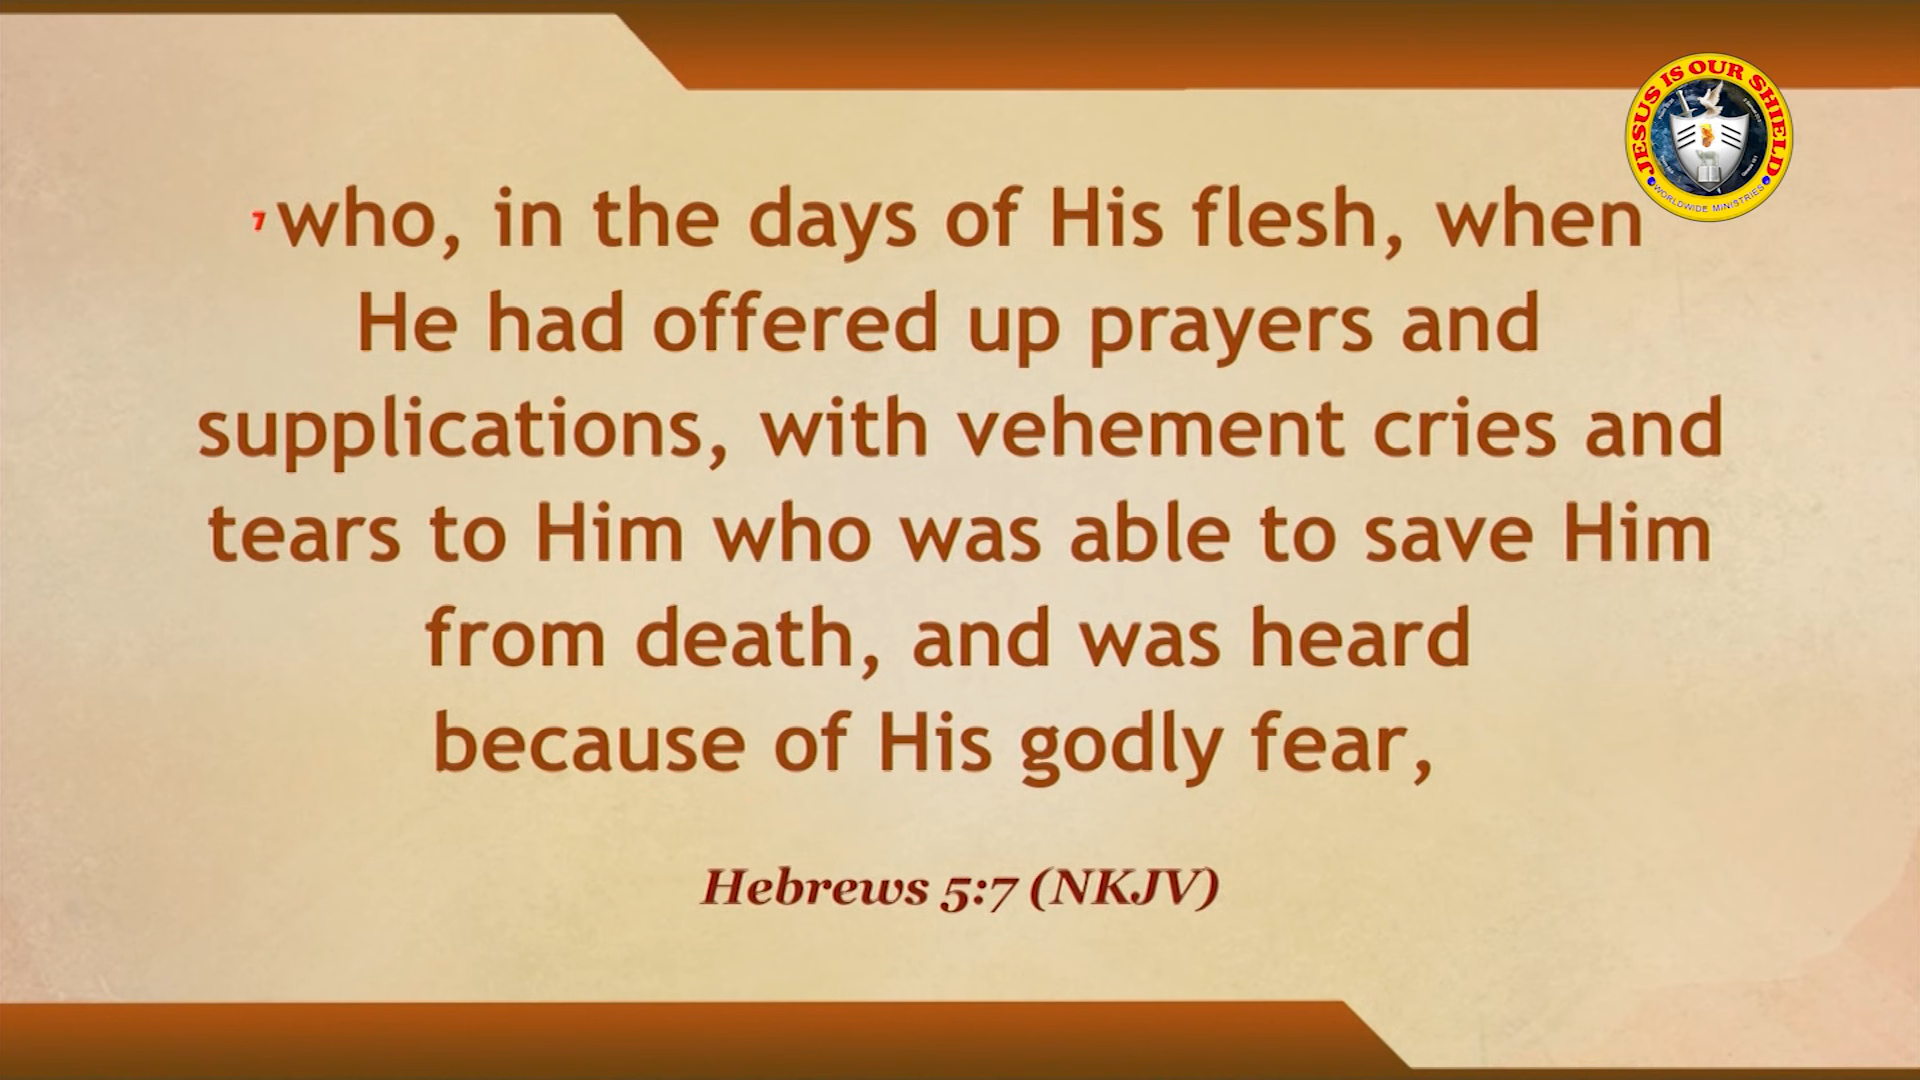 JESUS IS OUR SHIELD
WORLDWIDE MINISTRIES
7 who, in the days of His flesh, when
He had offered up prayers and
supplications, with vehement cries and
tears to Him who was able to save Him
from death, and was heard
because of His godly fear,
Hebrews 5:7 (NKJV)